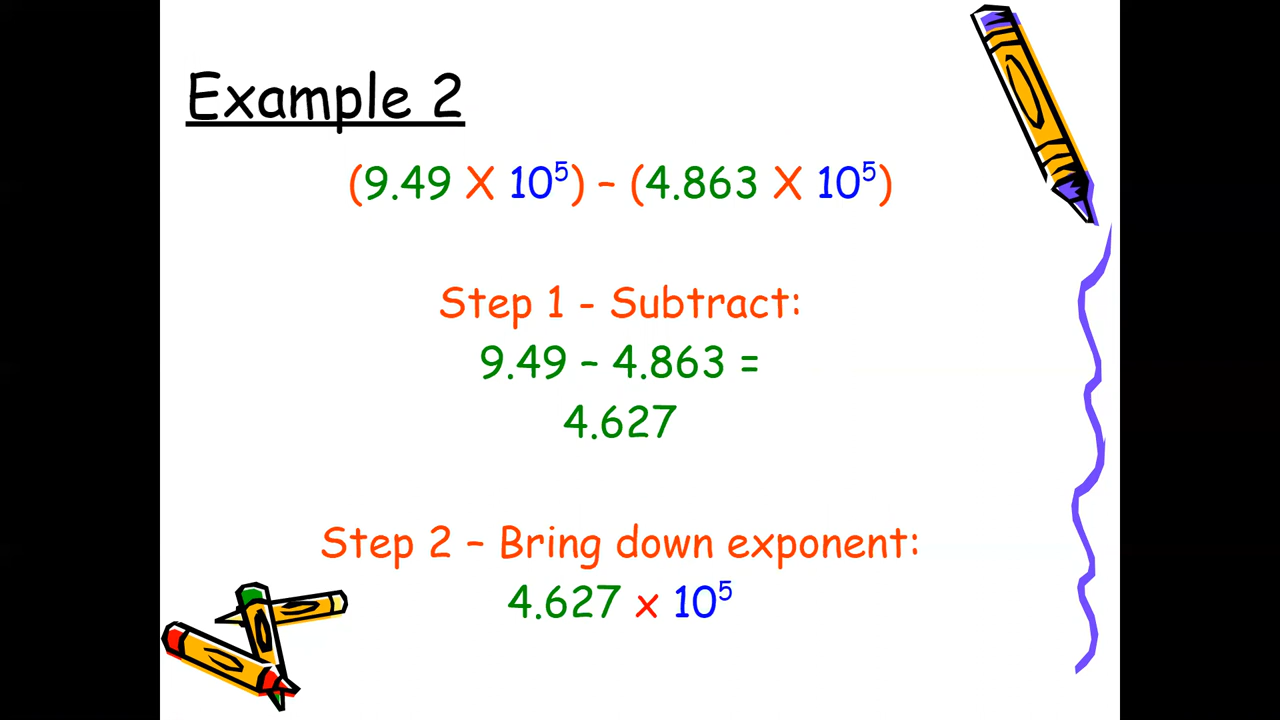 Example 2
(9.49 X 10⁵) – (4.863 X 10⁵)
Step 1 - Subtract:
9.49 – 4.863 =
4.627
Step 2 – Bring down exponent:
4.627 x 10⁵